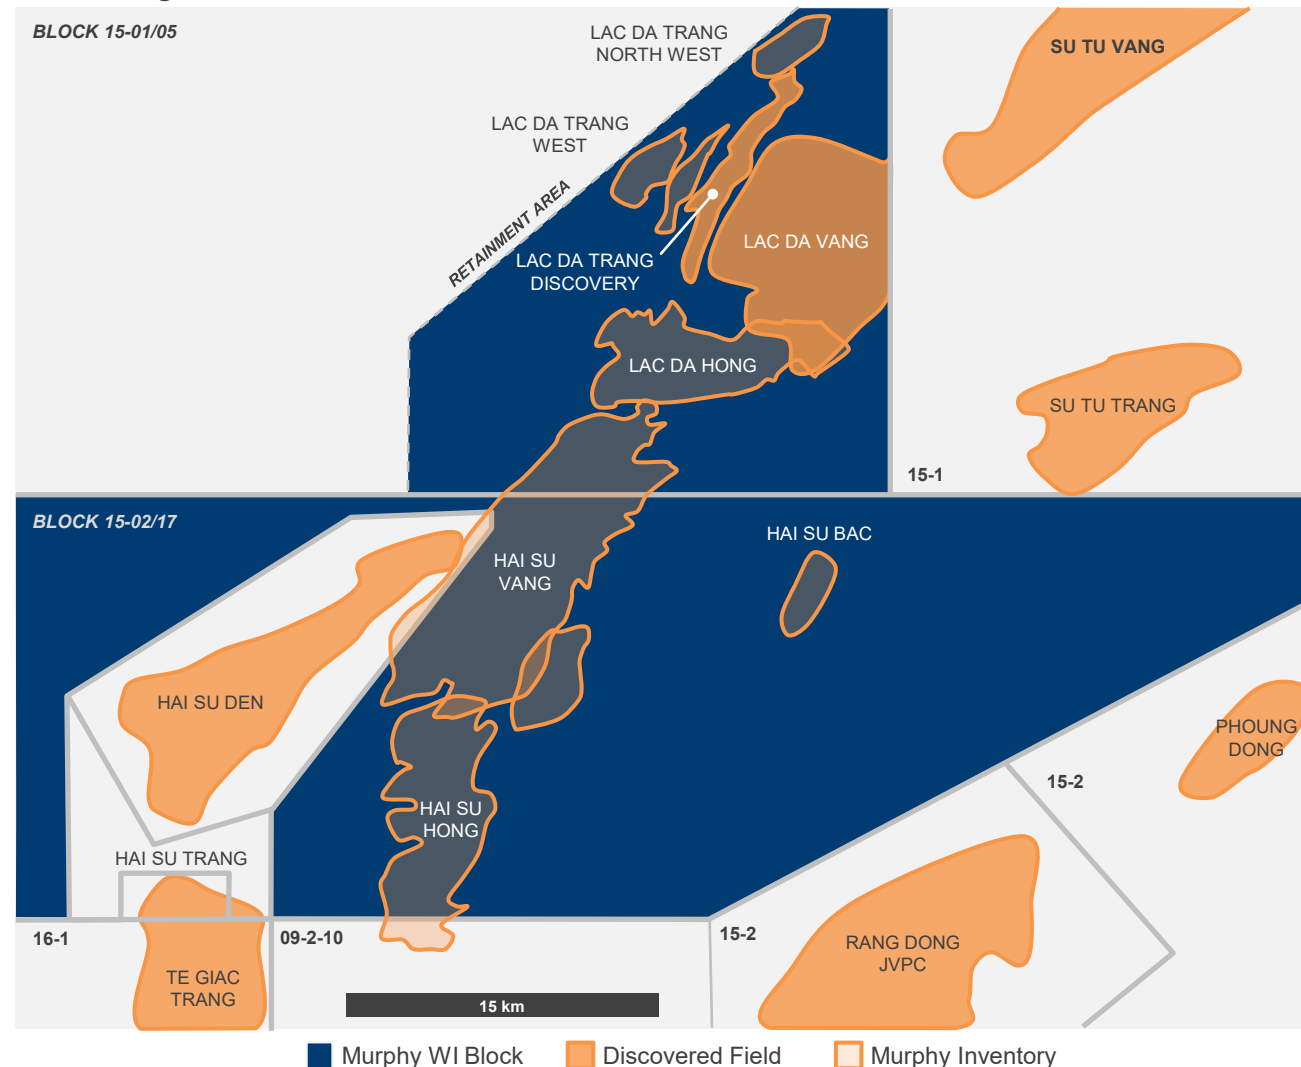 BLOCK 15-01/05
LAC DA TRANG
NORTH WEST
SU TU VANG
LAC DA TRANG
WEST
RETAINMENT AREA
LAC DA VANG
LAC DA TRANG
DISCOVERY
LAC DA HONG
SU TU TRANG
15-1
BLOCK 15-02/17
HAI SU BAC
HAI SU
VANG
HAI SU DEN
PHOUNG
DONG
15-2
HAI SU
HONG
HAI SU TRANG
16-1
09-2-10
15-2
RANG DONG
JVPC
TE GIAC
TRANG
15 km
Murphy WI Block
Discovered Field
Murphy Inventory